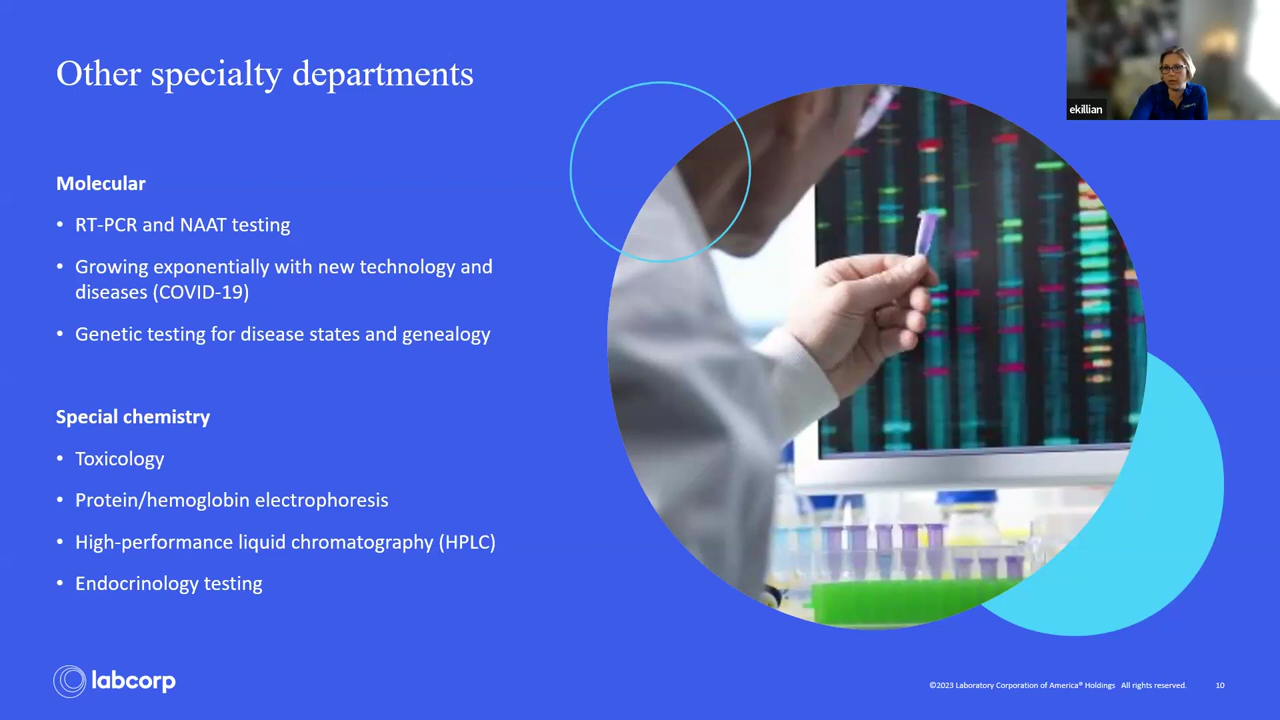 Other specialty departments
ekillian
Molecular
• RT-PCR and NAAT testing
• Growing exponentially with new technology and
diseases (COVID-19)
• Genetic testing for disease states and genealogy
Special chemistry
• Toxicology
• Protein/hemoglobin electrophoresis
• High-performance liquid chromatography (HPLC)
• Endocrinology testing
labcorp
©2023 Laboratory Corporation of America® Holdings All rights reserved. 10